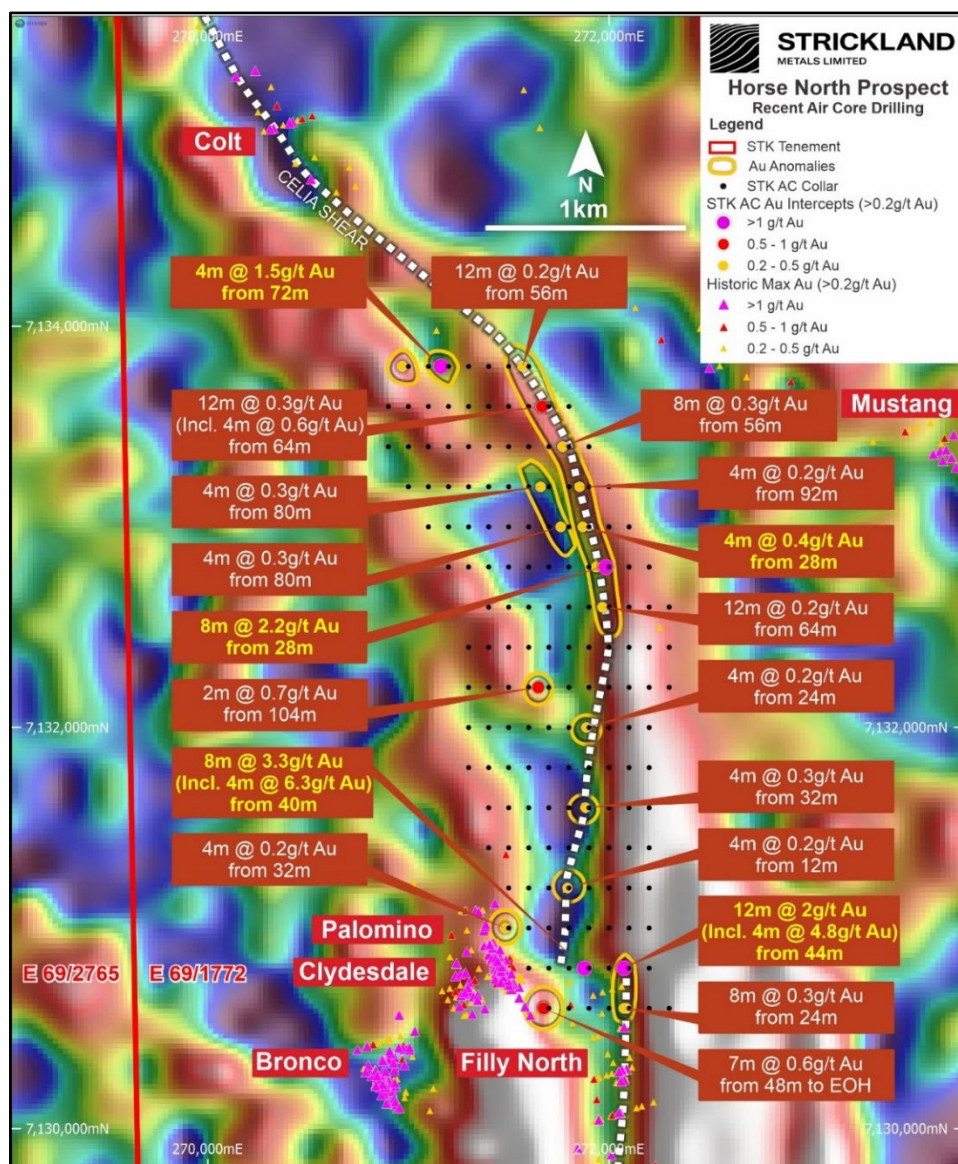 270,000mE
272,000mE
STRICKLAND
METALS LIMITED
Horse North Prospect
Recent Air Core Drilling
Legend
STK Tenement
Au Anomalies
STK AC Collar
STK AC Au Intercepts (>0.2g/t Au)
>1 g/t Au
0.5 - 1 g/t Au
0.2 - 0.5 g/t Au
Historic Max Au (>0.2g/t Au)
>1 g/t Au
0.5 - 1 g/t Au
0.2 - 0.5 g/t Au
Colt
CELIA SHEAR
N
1km
4m @ 1.5g/t Au
from 72m
12m @ 0.2g/t Au
from 56m
7,134,000mN
7,134,000mN
12m @ 0.3g/t Au
(Incl. 4m @ 0.6g/t Au)
from 64m
8m @ 0.3g/t Au
from 56m
Mustang
4m @ 0.3g/t Au
from 80m
4m @ 0.2g/t Au
from 92m
4m @ 0.3g/t Au
from 80m
4m @ 0.4g/t Au
from 28m
8m @ 2.2g/t Au
from 28m
12m @ 0.2g/t Au
from 64m
2m @ 0.7g/t Au
from 104m
4m @ 0.2g/t Au
from 24m
7,132,000mN
7,132,000mN
8m @ 3.3g/t Au
(Incl. 4m @ 6.3g/t Au)
from 40m
4m @ 0.3g/t Au
from 32m
4m @ 0.2g/t Au
from 32m
4m @ 0.2g/t Au
from 12m
Palomino
12m @ 2g/t Au
(Incl. 4m @ 4.8g/t Au)
from 44m
Clydesdale
E 69/2765
E 69/1772
8m @ 0.3g/t Au
from 24m
Bronco
Filly North
7m @ 0.6g/t Au
from 48m to EOH
7,130,000mN
7,130,000mN
270,000mE
272,000mE